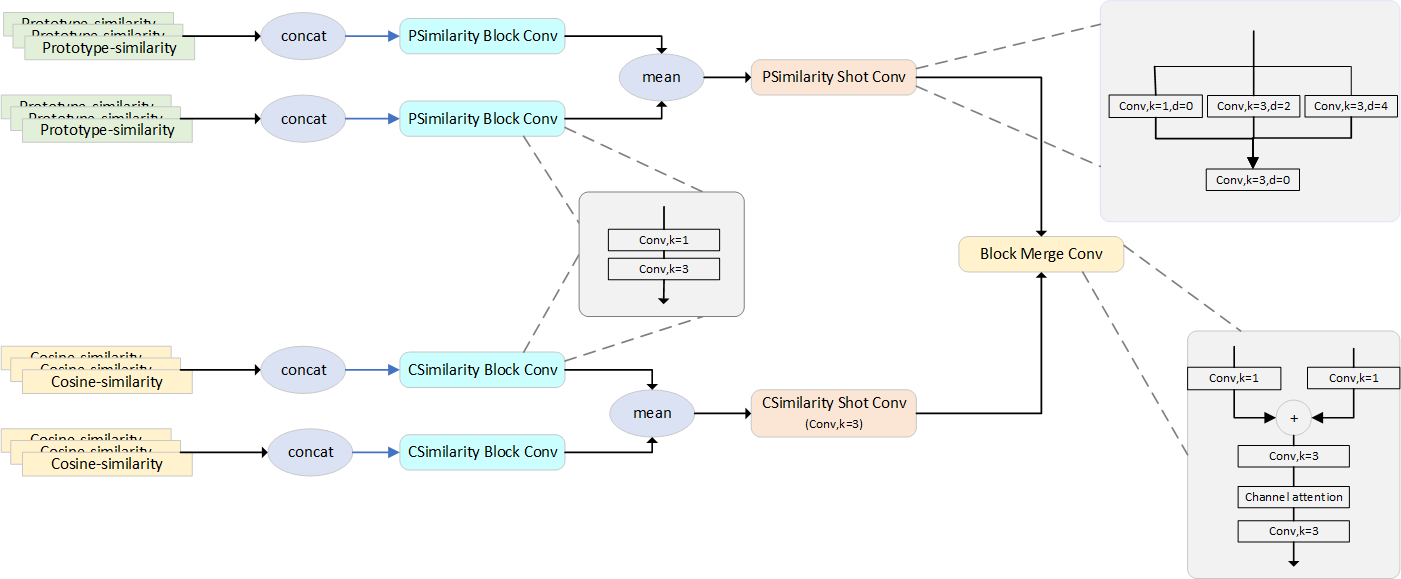 Prototype-similarity
Prototype-similarity
Prototype-similarity
concat
PSimilarity Block Conv
mean
PSimilarity Shot Conv
Prototype-similarity
Prototype-similarity
Prototype-similarity
concat
PSimilarity Block Conv
Conv,k=1,d=0
Conv,k=3,d=2
Conv,k=3,d=4
Conv,k=3,d=0
Conv,k=1
Conv,k=3
Block Merge Conv
Cosine-similarity
Cosine-similarity
Cosine-similarity
concat
CSimilarity Block Conv
mean
CSimilarity Shot Conv
(Conv,k=3)
Cosine-similarity
Cosine-similarity
Cosine-similarity
concat
CSimilarity Block Conv
Conv,k=1
Conv,k=1
+
Conv,k=3
Channel attention
Conv,k=3